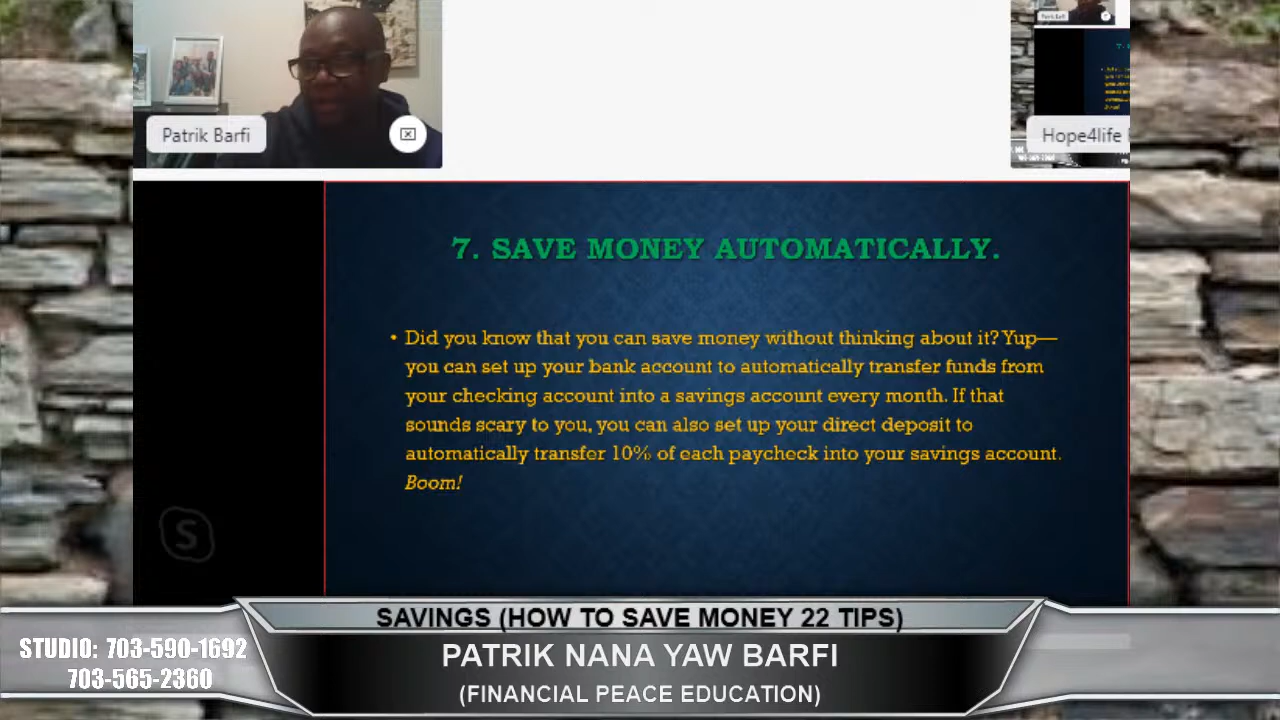 Patrik Barfi
Hope4life
7. SAVE MONEY AUTOMATICALLY.
• Did you know that you can save money without thinking about it? Yup—
you can set up your bank account to automatically transfer funds from
your checking account into a savings account every month. If that
sounds scary to you, you can also set up your direct deposit to
automatically transfer 10% of each paycheck into your savings account.
Boom!
S
SAVINGS (HOW TO SAVE MONEY 22 TIPS)
STUDIO: 703-590-1692
703-565-2360
PATRIK NANA YAW BARFI
(FINANCIAL PEACE EDUCATION)